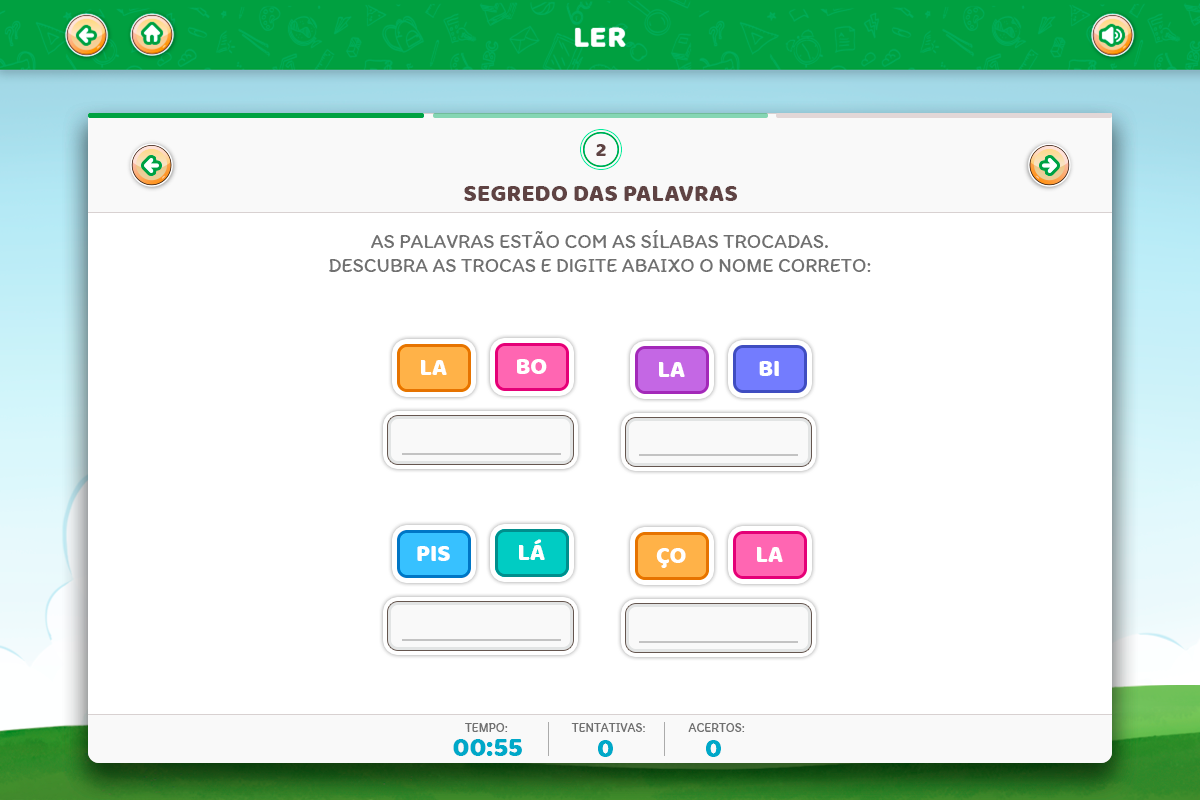 LER
2
SEGREDO DAS PALAVRAS
AS PALAVRAS ESTÃO COM AS SÍLABAS TROCADAS.
DESCUBRA AS TROCAS E DIGITE ABAIXO O NOME CORRETO:
LA BO LA BI
PIS LÁ ÇO LA
TEMPO: TENTATIVAS: ACERTOS:
00:55 0 0